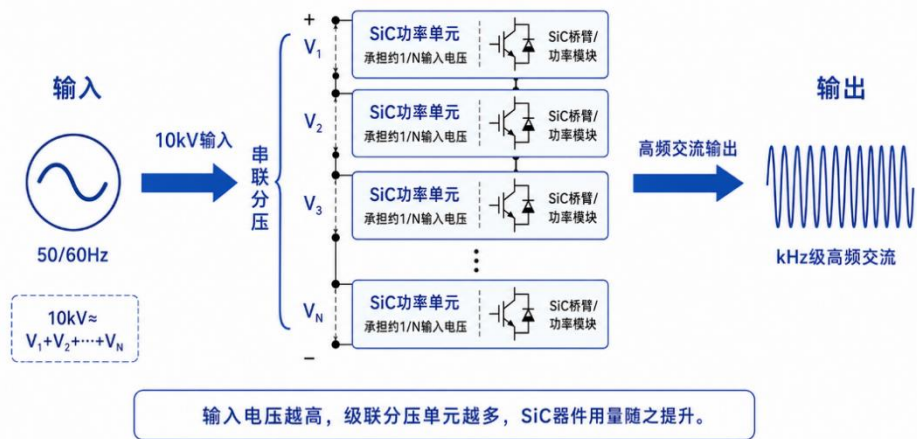 输入
50/60Hz
10kV≈
V₁+V₂+···+V_N
10kV输入
串联分压
+
V₁
SiC功率单元
承担约1/N输入电压
SiC桥臂/
功率模块
V₂
SiC功率单元
承担约1/N输入电压
SiC桥臂/
功率模块
V₃
SiC功率单元
承担约1/N输入电压
SiC桥臂/
功率模块
V_N
SiC功率单元
承担约1/N输入电压
SiC桥臂/
功率模块
−
高频交流输出
输出
kHz级高频交流
输入电压越高，级联分压单元越多，SiC器件用量随之提升。